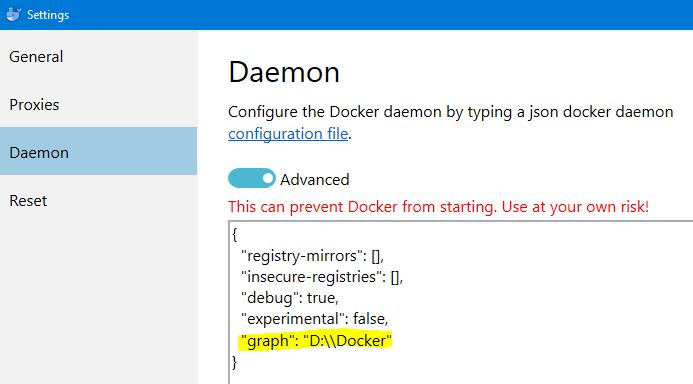 Settings
General
Proxies
Daemon
Reset
Daemon
Configure the Docker daemon by typing a json docker daemon
configuration file.
Advanced
This can prevent Docker from starting. Use at your own risk!
{
"registry-mirrors": [],
"insecure-registries": [],
"debug": true,
"experimental": false,
"graph": "D:\\Docker"
}